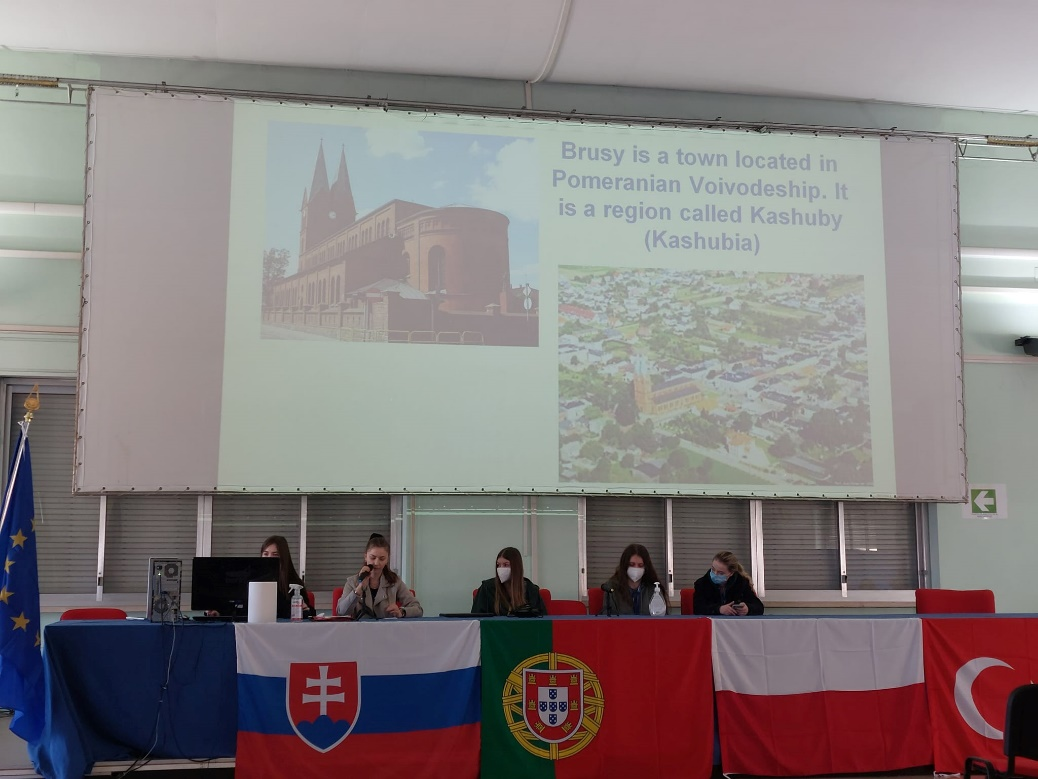 Brusy is a town located in
Pomeranian Voivodeship. It
is a region called Kashuby
(Kashubia)